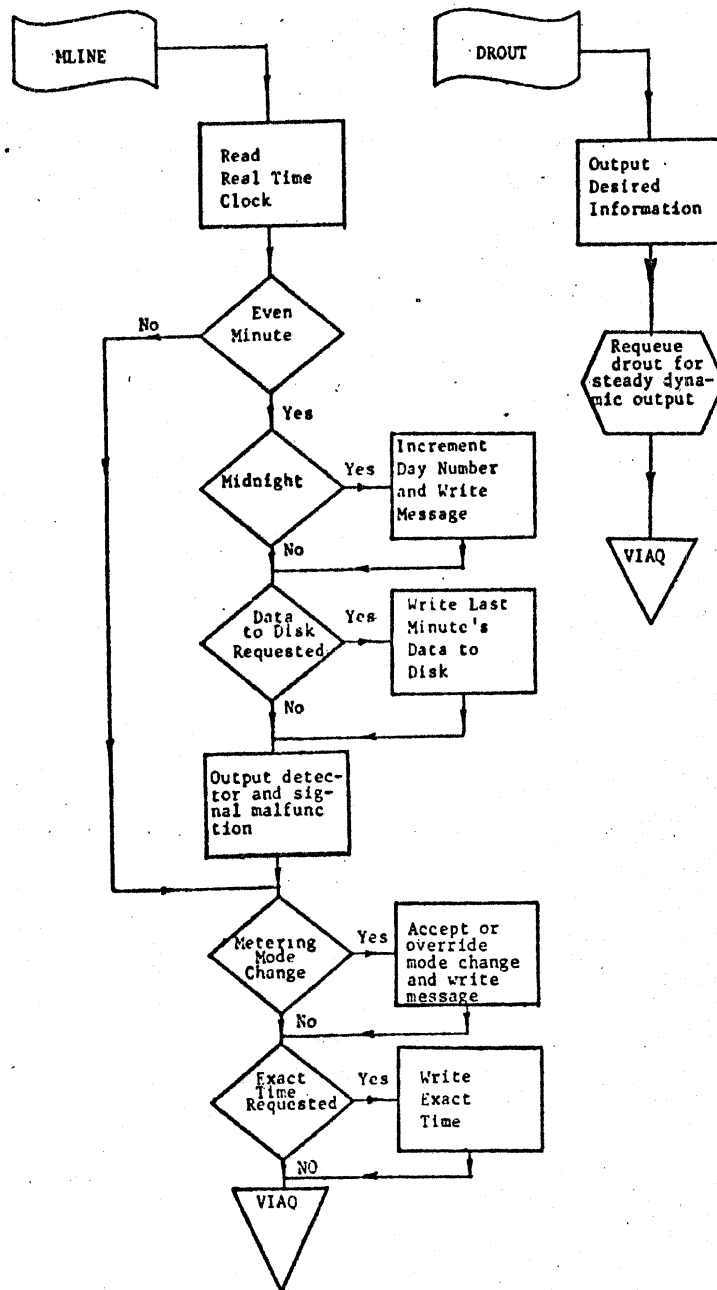 MLINE
Read
Real Time
Clock
Even
Minute
No
Yes
Midnight
Yes
Increment
Day Number
and Write
Message
No
Data
to Disk
Requested
Yes
Write Last
Minute's
Data to
Disk
No
Output detec-
tor and sig-
nal malfunc
tion
Metering
Mode
Change
Yes
Accept or
override
mode change
and write
message
No
Exact
Time
Requested
Yes
Write
Exact
Time
NO
VIAQ
DROUT
Output
Desired
Information
Requeue
drout for
steady dyna-
mic output
VIAQ